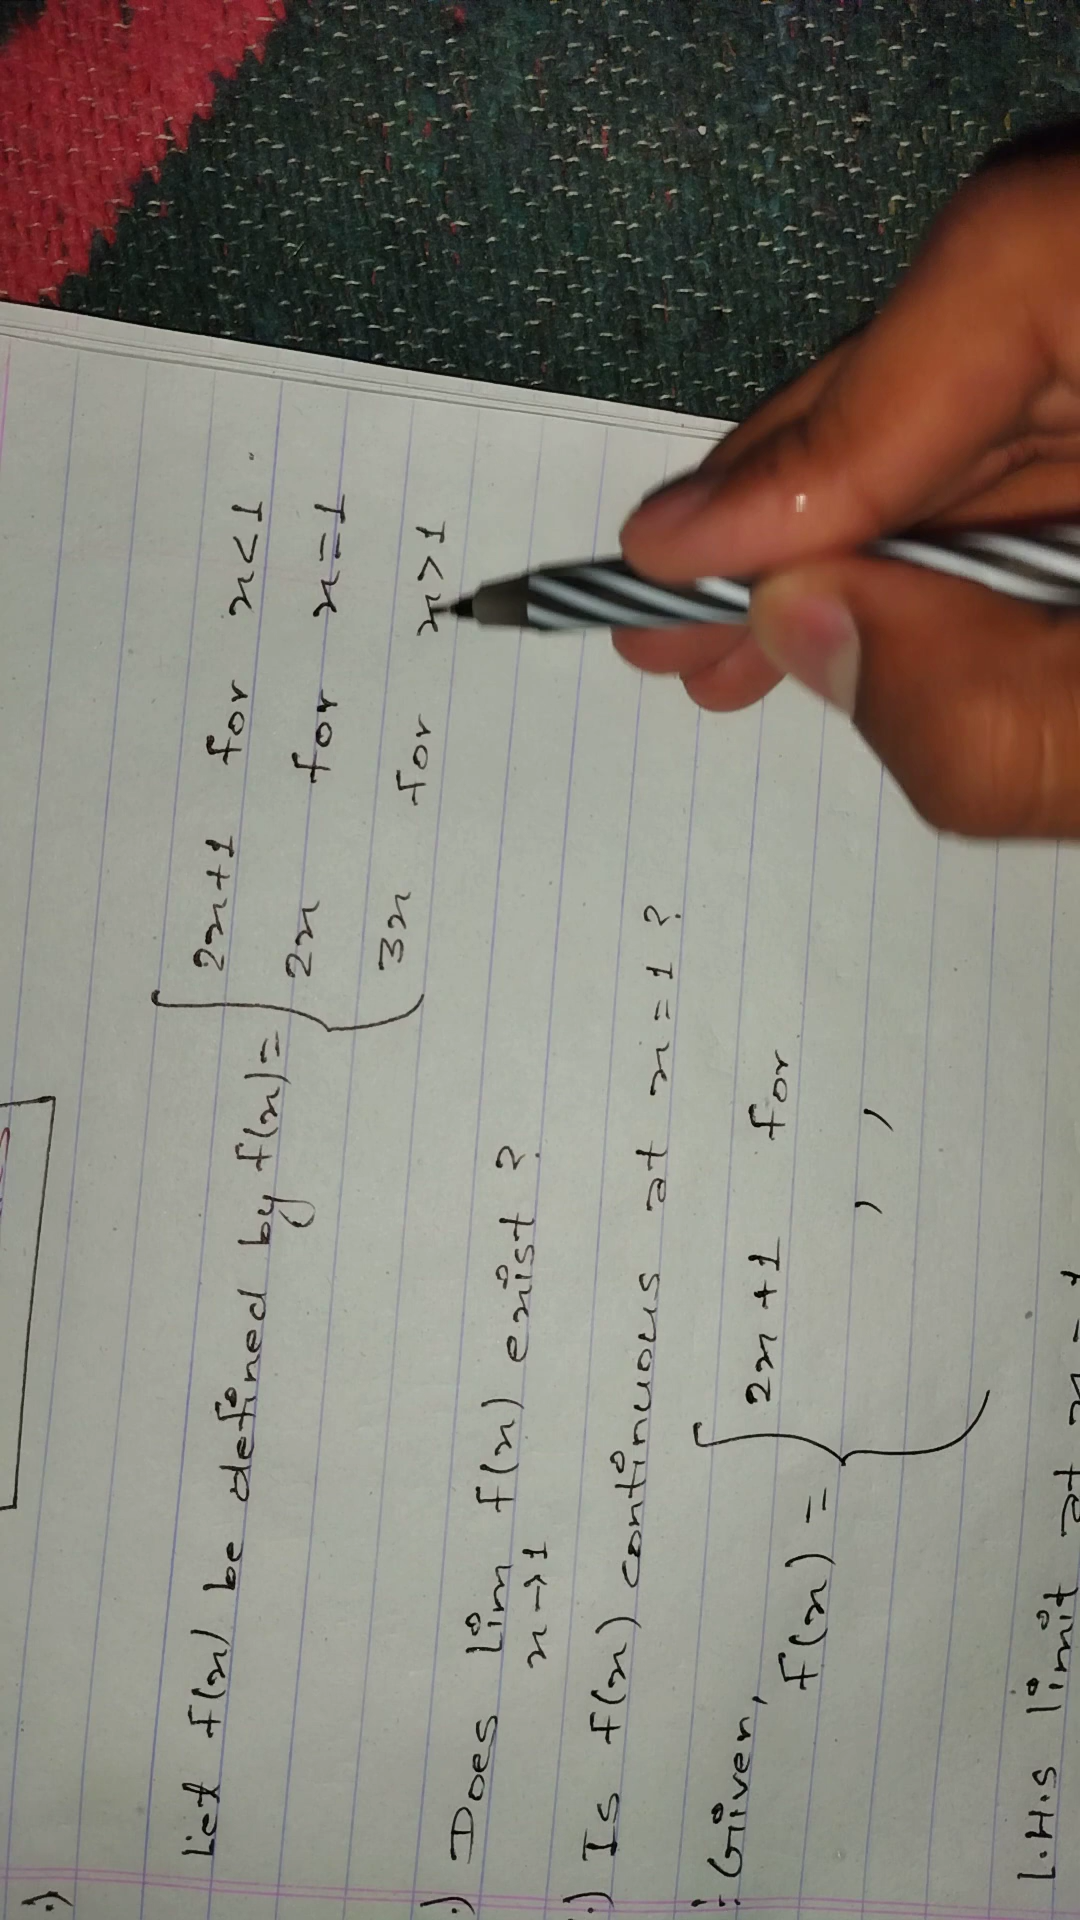 .)
Let f(x) be defined by f(x)= { 2x+1 for x<1.
2x for x=1
3x for x>1
.) Does lim f(x) exist ?
x→1
.) Is f(x) continuous at x=1 ?
: Given,
f(x) = { 2x+1 for
, ,
L.H.S limit at x = 1